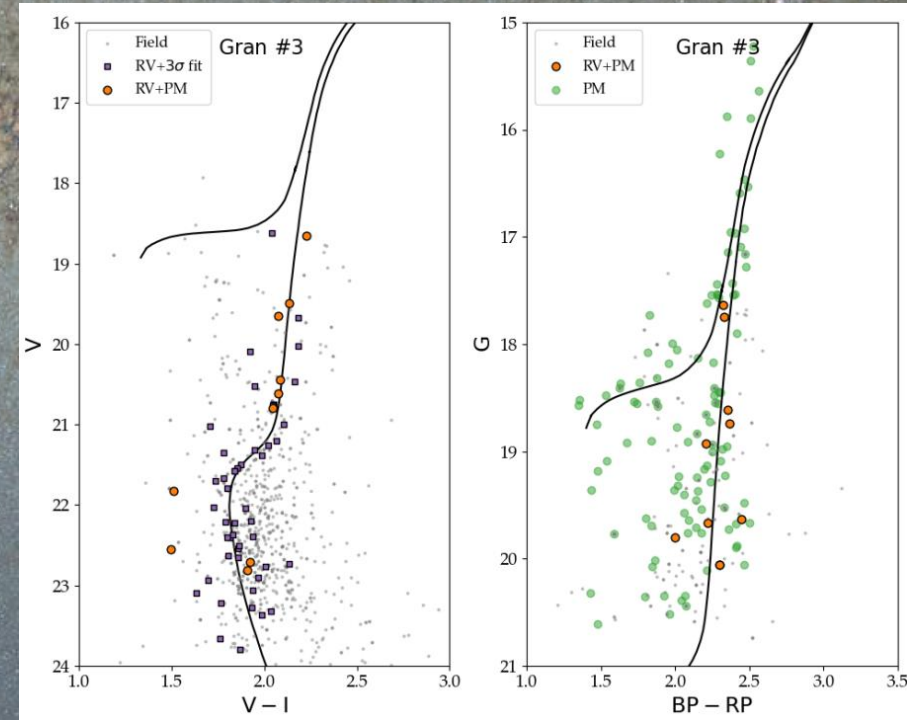 Gran #3
Field
RV+3σ fit
RV+PM
V
16
17
18
19
20
21
22
23
24
1.0 1.5 2.0 2.5 3.0
V − I
Gran #3
Field
RV+PM
PM
G
15
16
17
18
19
20
21
1.0 1.5 2.0 2.5 3.0 3.5
BP − RP